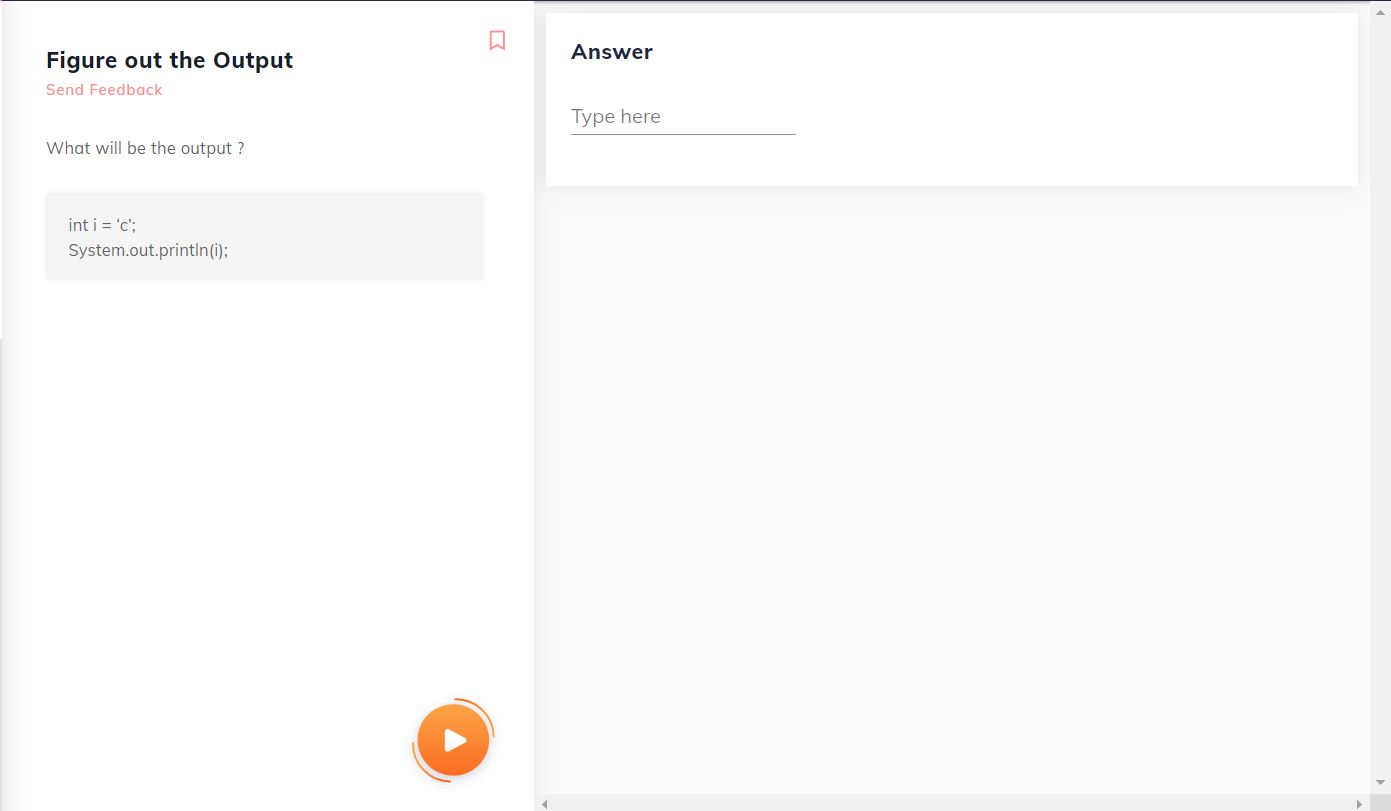 Figure out the Output
Send Feedback
What will be the output ?
int i = ‘c’;
System.out.println(i);
Answer
Type here